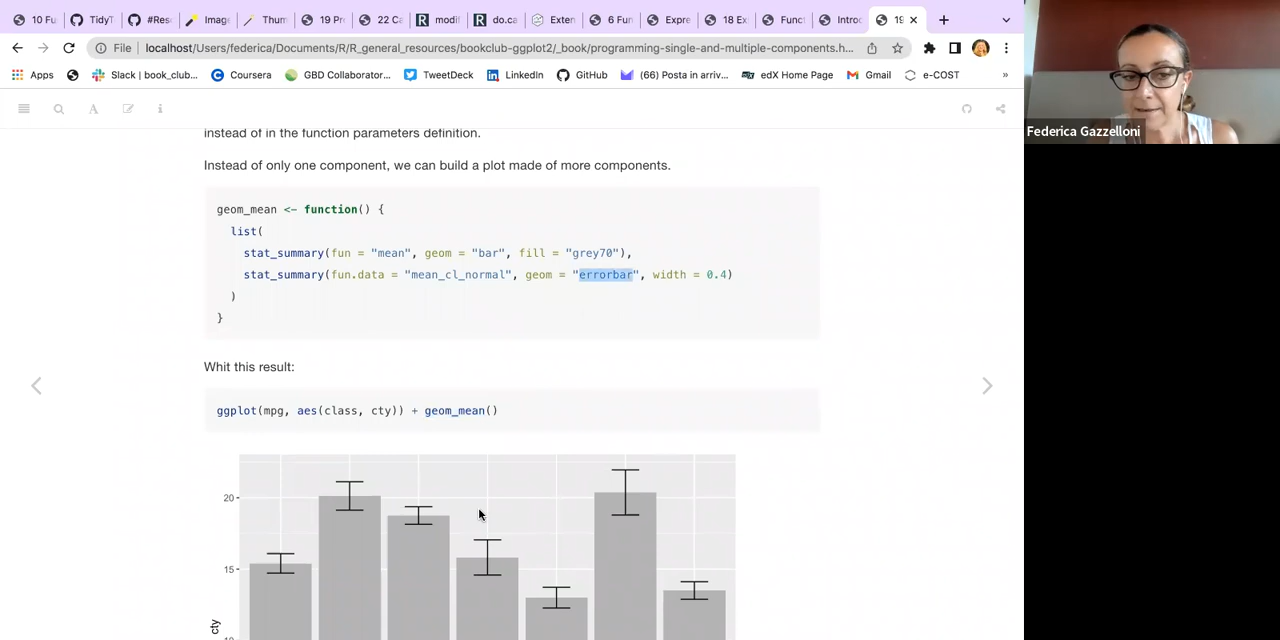 10 Fu
TidyT
#Res
Image
Thum
19 Pr
22 Ca
modif
do.ca
Exten
6 Fun
Expre
18 Ex
Funct
Introd
19
File localhost/Users/federica/Documents/R/R_general_resources/bookclub-ggplot2/_book/programming-single-and-multiple-components.h...
Apps
Slack | book_club...
Coursera
GBD Collaborator...
TweetDeck
LinkedIn
GitHub
(66) Posta in arriv...
edX Home Page
Gmail
e-COST
»
Federica Gazzelloni
instead of in the function parameters definition.
Instead of only one component, we can build a plot made of more components.
geom_mean <- function() {
list(
stat_summary(fun = "mean", geom = "bar", fill = "grey70"),
stat_summary(fun.data = "mean_cl_normal", geom = "errorbar", width = 0.4)
)
}
Whit this result:
ggplot(mpg, aes(class, cty)) + geom_mean()
20
15
10
cty